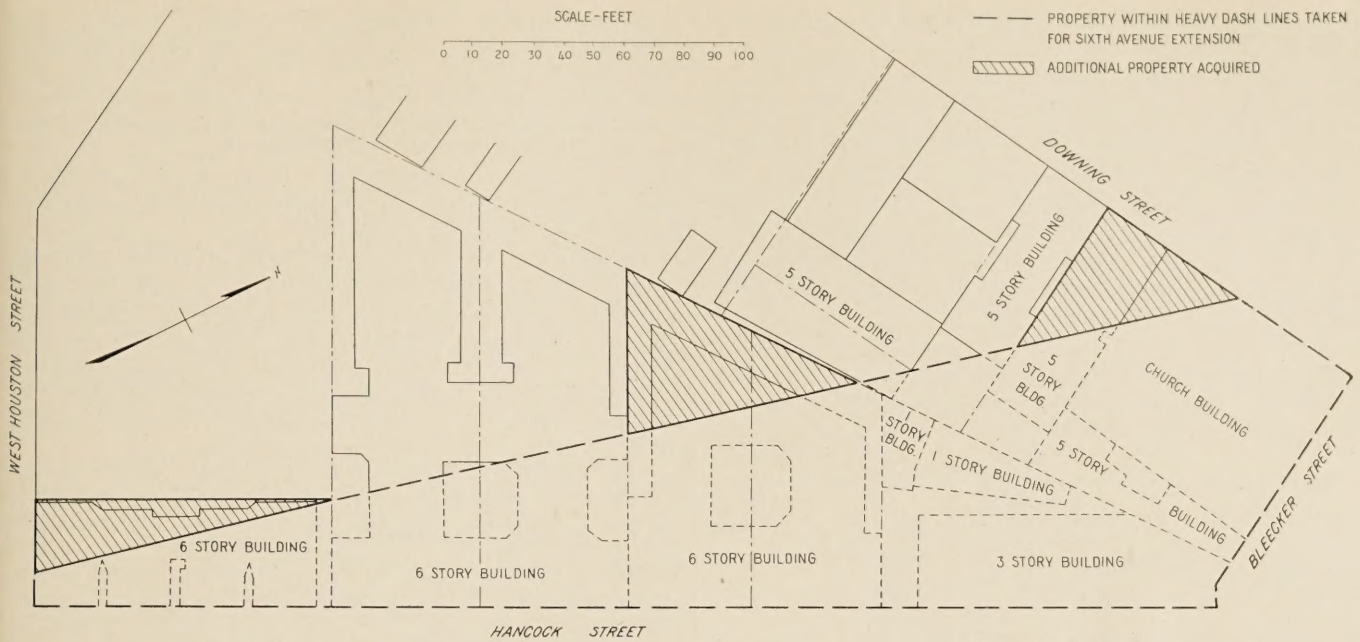 SCALE-FEET
0 10 20 30 40 50 60 70 80 90 100
PROPERTY WITHIN HEAVY DASH LINES TAKEN
FOR SIXTH AVENUE EXTENSION
ADDITIONAL PROPERTY ACQUIRED
DOWNING STREET
N
WEST HOUSTON STREET
5 STORY BUILDING
5 STORY BUILDING
5
STORY
BLDG.
CHURCH BUILDING
STORY
BLDG.
1 STORY BUILDING
5 STORY
BUILDING
BLEECKER STREET
6 STORY BUILDING
6 STORY BUILDING
6 STORY BUILDING
3 STORY BUILDING
HANCOCK STREET